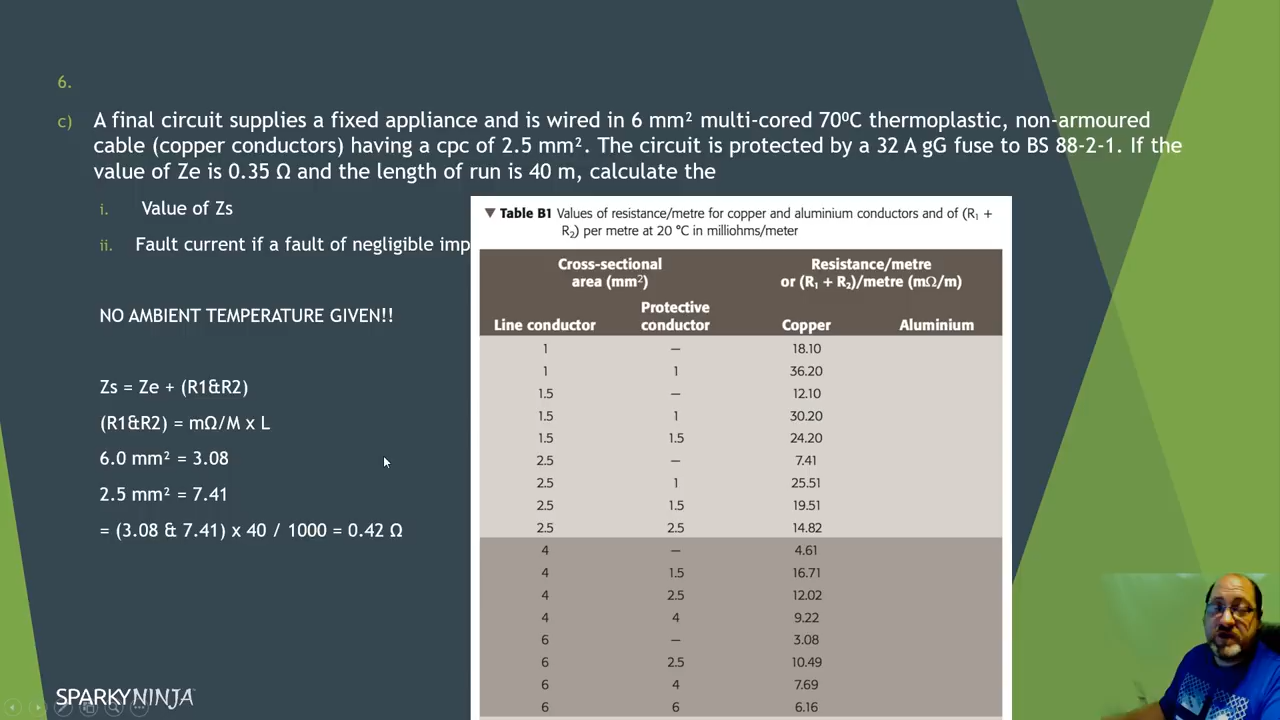 6.
c) A final circuit supplies a fixed appliance and is wired in 6 mm² multi-cored 70⁰C thermoplastic, non-armoured
cable (copper conductors) having a cpc of 2.5 mm². The circuit is protected by a 32 A gG fuse to BS 88-2-1. If the
value of Ze is 0.35 Ω and the length of run is 40 m, calculate the
i. Value of Zs
ii. Fault current if a fault of negligible imp
NO AMBIENT TEMPERATURE GIVEN!!
Zs = Ze + (R1&R2)
(R1&R2) = mΩ/M x L
6.0 mm² = 3.08
2.5 mm² = 7.41
= (3.08 & 7.41) x 40 / 1000 = 0.42 Ω
▼ Table B1 Values of resistance/metre for copper and aluminium conductors and of (R₁ +
R₂) per metre at 20 °C in milliohms/meter
Cross-sectional Resistance/metre
area (mm²) or (R₁ + R₂)/metre (mΩ/m)
Protective
Line conductor conductor Copper Aluminium
1 — 18.10
1 1 36.20
1.5 — 12.10
1.5 1 30.20
1.5 1.5 24.20
2.5 — 7.41
2.5 1 25.51
2.5 1.5 19.51
2.5 2.5 14.82
4 — 4.61
4 1.5 16.71
4 2.5 12.02
4 4 9.22
6 — 3.08
6 2.5 10.49
6 4 7.69
6 6 6.16
SPARKYNINJA